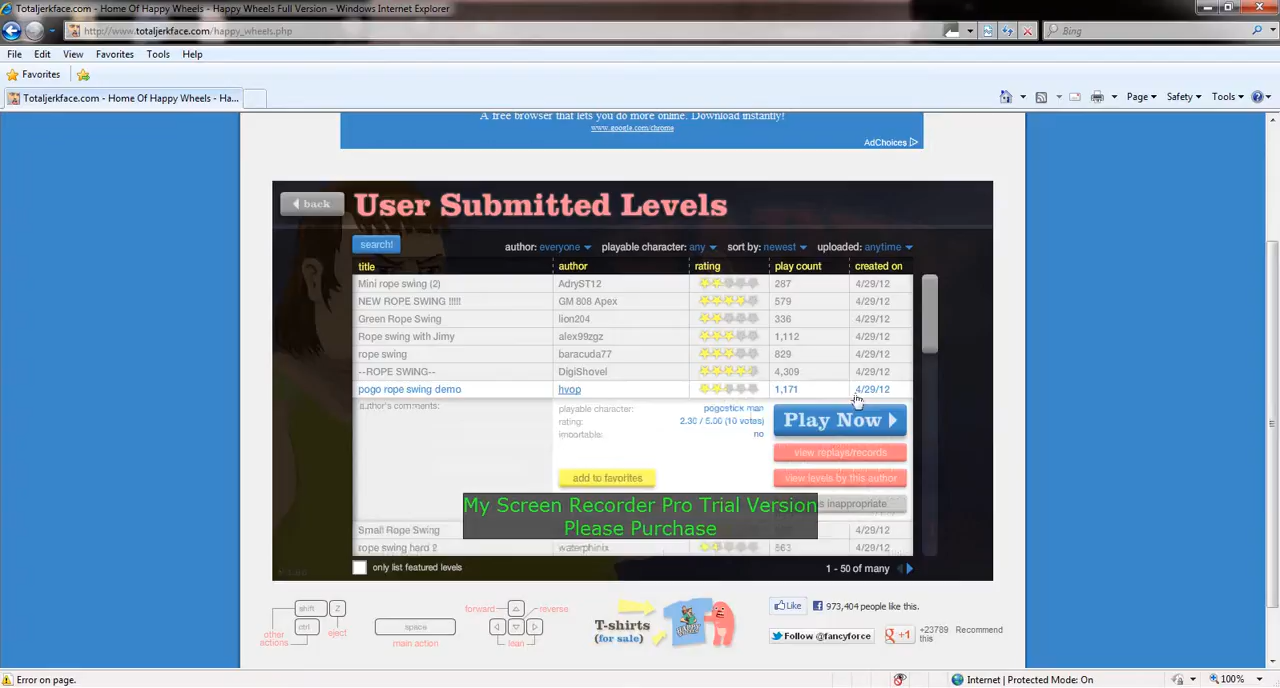 Totaljerkface.com - Home Of Happy Wheels - Happy Wheels Full Version - Windows Internet Explorer
http://www.totaljerkface.com/happy_wheels.php
Bing
File Edit View Favorites Tools Help
Favorites
Totaljerkface.com - Home Of Happy Wheels - Ha...
Page Safety Tools
A free browser that lets you do more online. Download instantly!
www.google.com/chrome
AdChoices
back User Submitted Levels
search! author: everyone playable character: any sort by: newest uploaded: anytime
title author rating play count created on
Mini rope swing (2) AdryST12 287 4/29/12
NEW ROPE SWING !!!!! GM 808 Apex 579 4/29/12
Green Rope Swing lion204 336 4/29/12
Rope swing with Jimy alex99zgz 1,112 4/29/12
rope swing baracuda77 829 4/29/12
--ROPE SWING-- DigiShovel 4,309 4/29/12
pogo rope swing demo hvop 1,171 4/29/12
author's comments: playable character: pogostick man
rating: 2.30 / 5.00 (10 votes)
importable: no
Play Now
view replays/records
add to favorites view levels by this author
inappropriate
My Screen Recorder Pro Trial Version
Please Purchase
Small Rope Swing 4/29/12
rope swing hard 2 waterphinix 4/29/12
only list featured levels 1 - 50 of many
shift Z
ctrl eject
other actions
space
main action
forward reverse
lean
T-shirts
(for sale)
Like 973,404 people like this.
Follow @fancyforce +1 +23789 Recommend this
Error on page. Internet | Protected Mode: On 100%